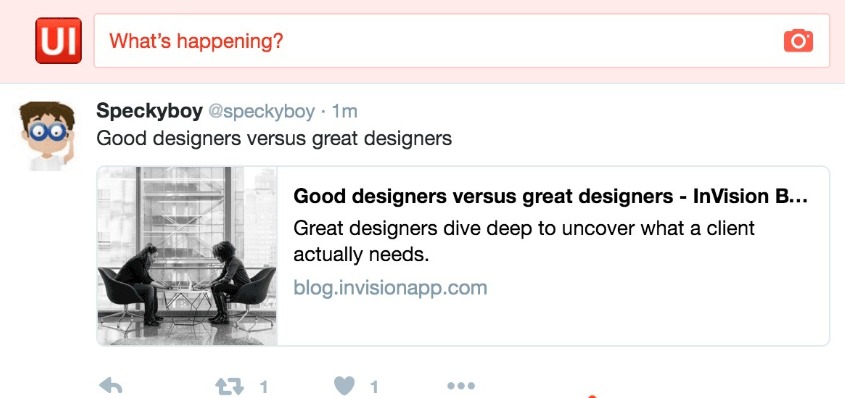 UI
What's happening?
Speckyboy @speckyboy · 1m
Good designers versus great designers
Good designers versus great designers - InVision B...
Great designers dive deep to uncover what a client
actually needs.
blog.invisionapp.com
1 1